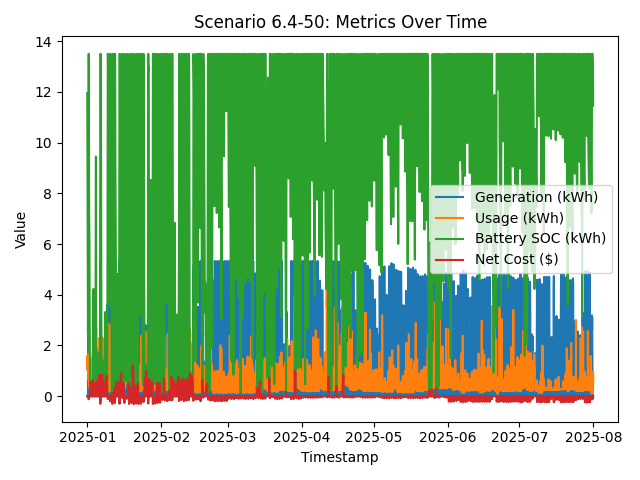 Scenario 6.4-50: Metrics Over Time
14
12
10
8
6
4
2
0
Value
Generation (kWh)
Usage (kWh)
Battery SOC (kWh)
Net Cost ($)
2025-01 2025-02 2025-03 2025-04 2025-05 2025-06 2025-07 2025-08
Timestamp